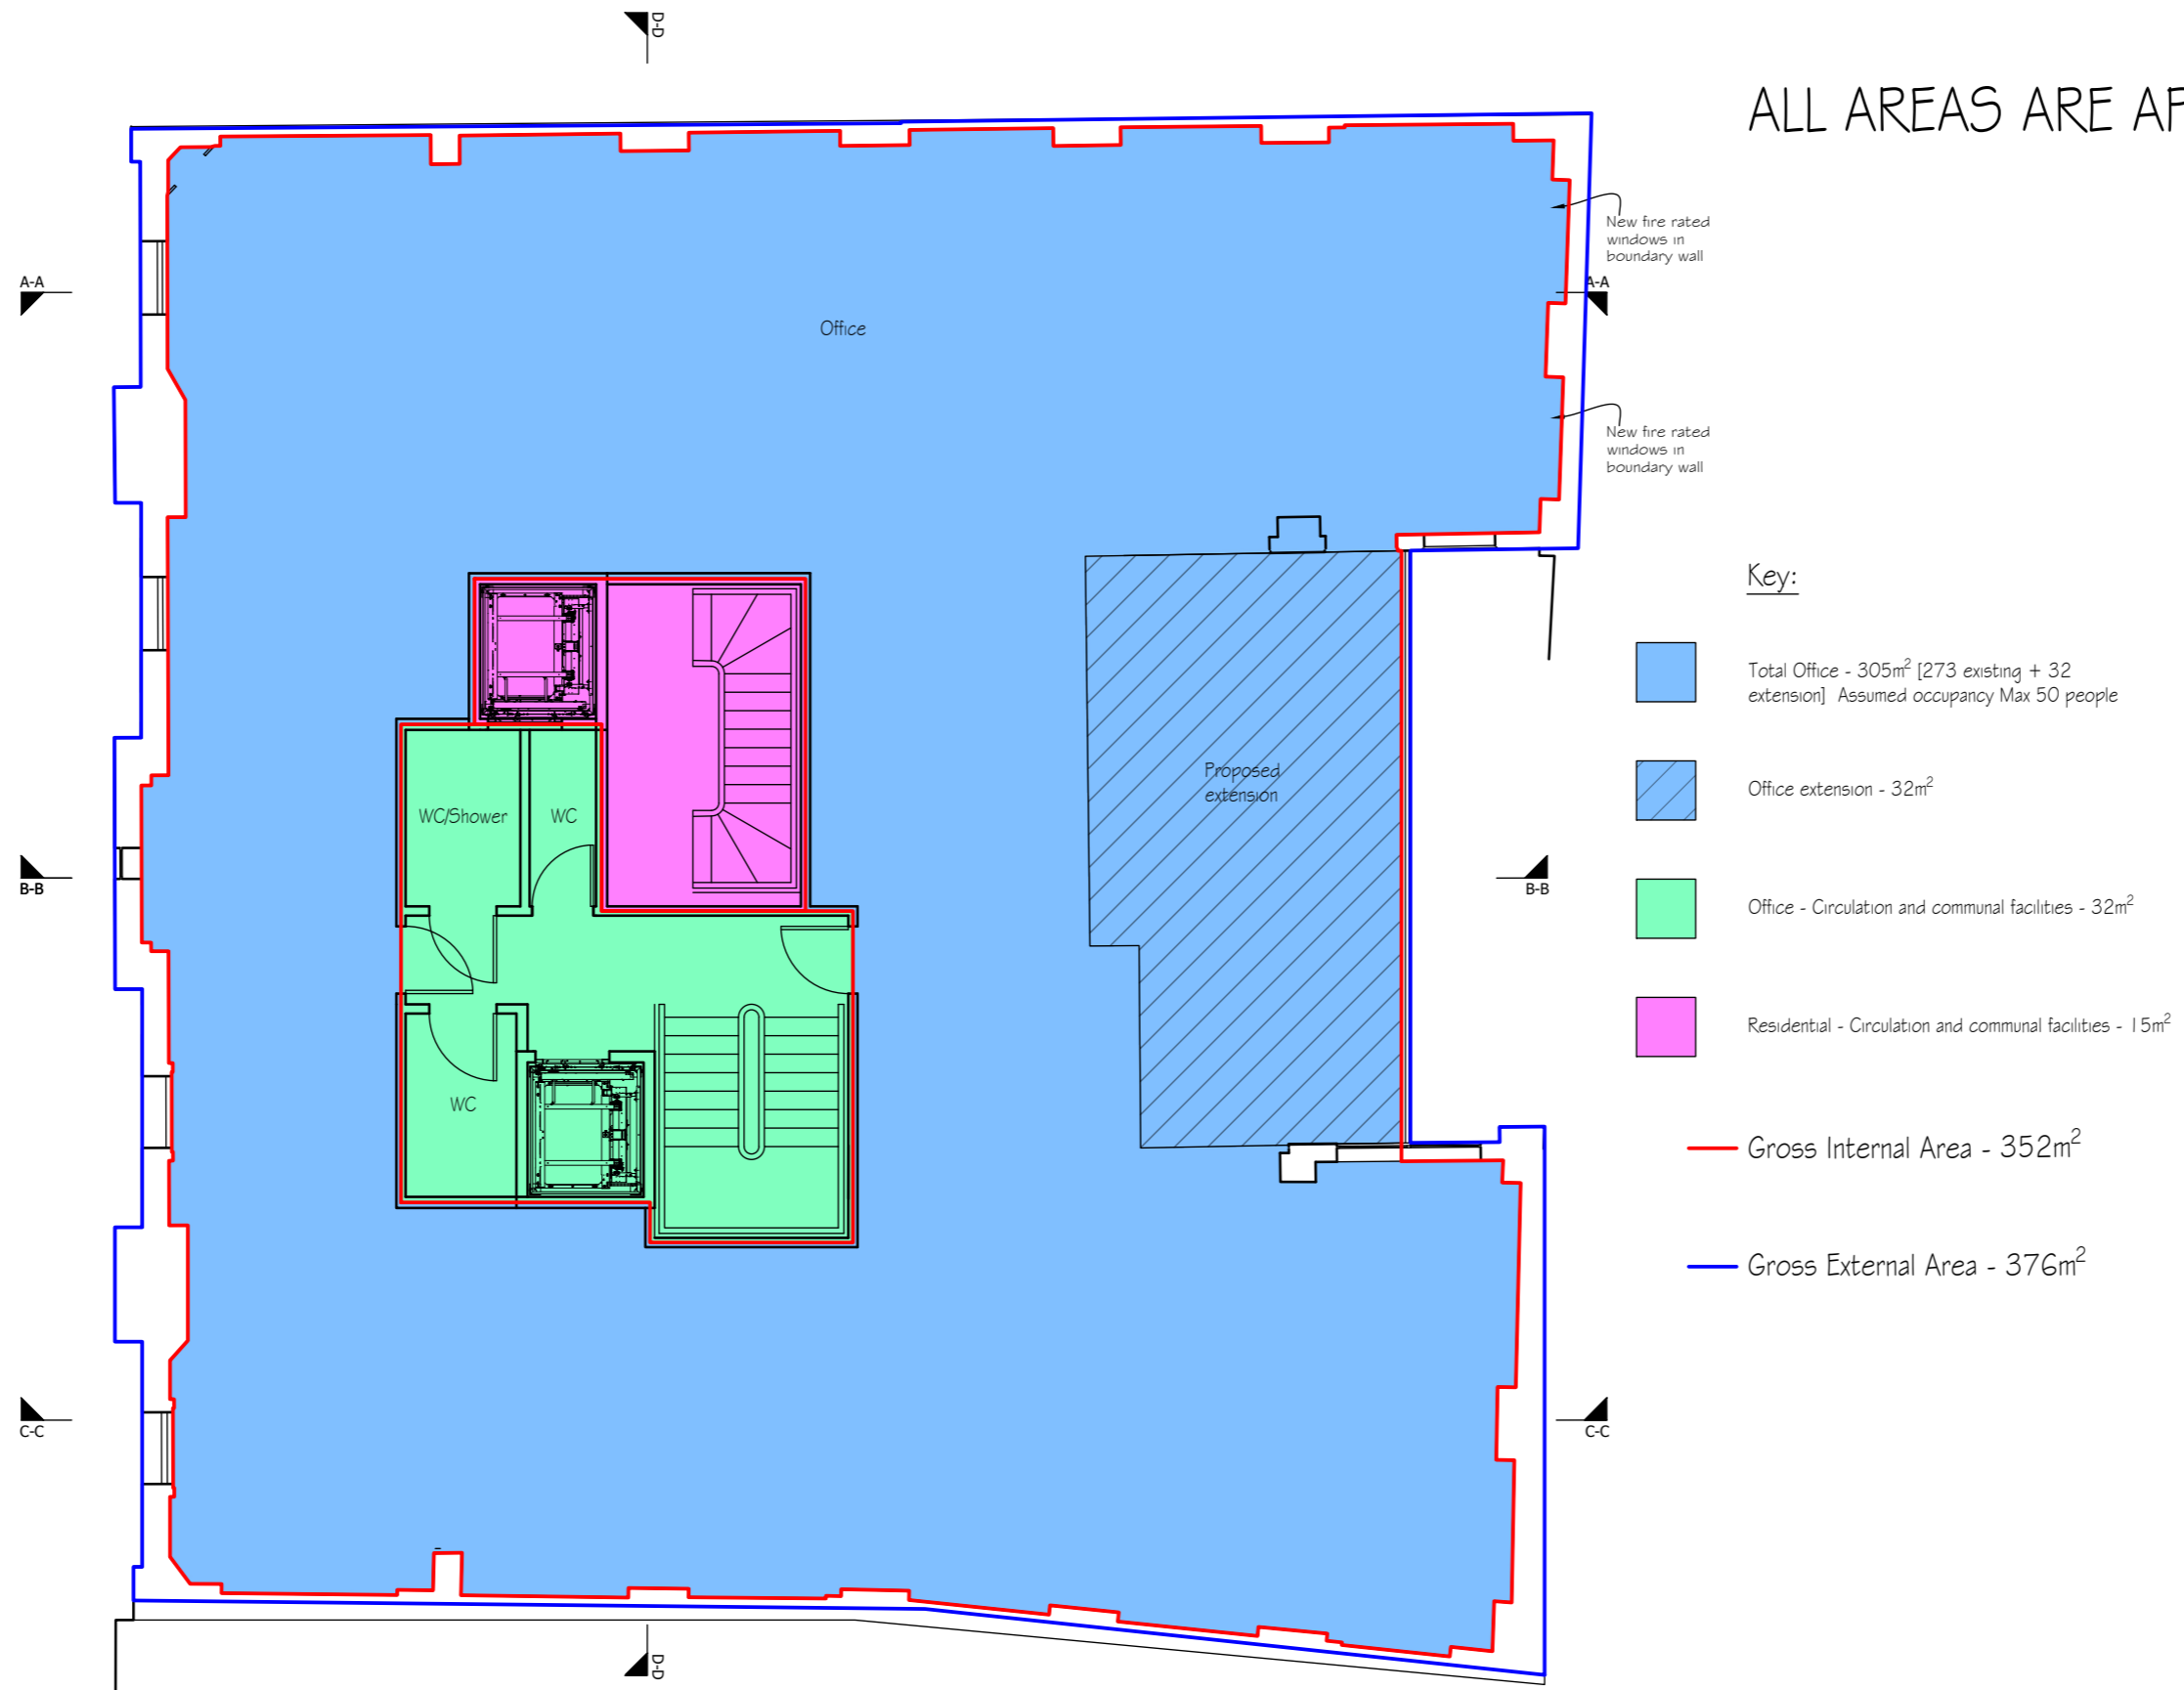 D-D
ALL AREAS ARE AP
New fire rated
windows in
boundary wall
A-A
A-A
Office
New fire rated
windows in
boundary wall
Key:
Total Office - 305m² [273 existing + 32
extension] Assumed occupancy Max 50 people
Proposed
extension
Office extension - 32m²
WC/Shower
WC
B-B
B-B
Office - Circulation and communal facilities - 32m²
Residential - Circulation and communal facilities - 15m²
WC
Gross Internal Area - 352m²
Gross External Area - 376m²
C-C
C-C
D-D